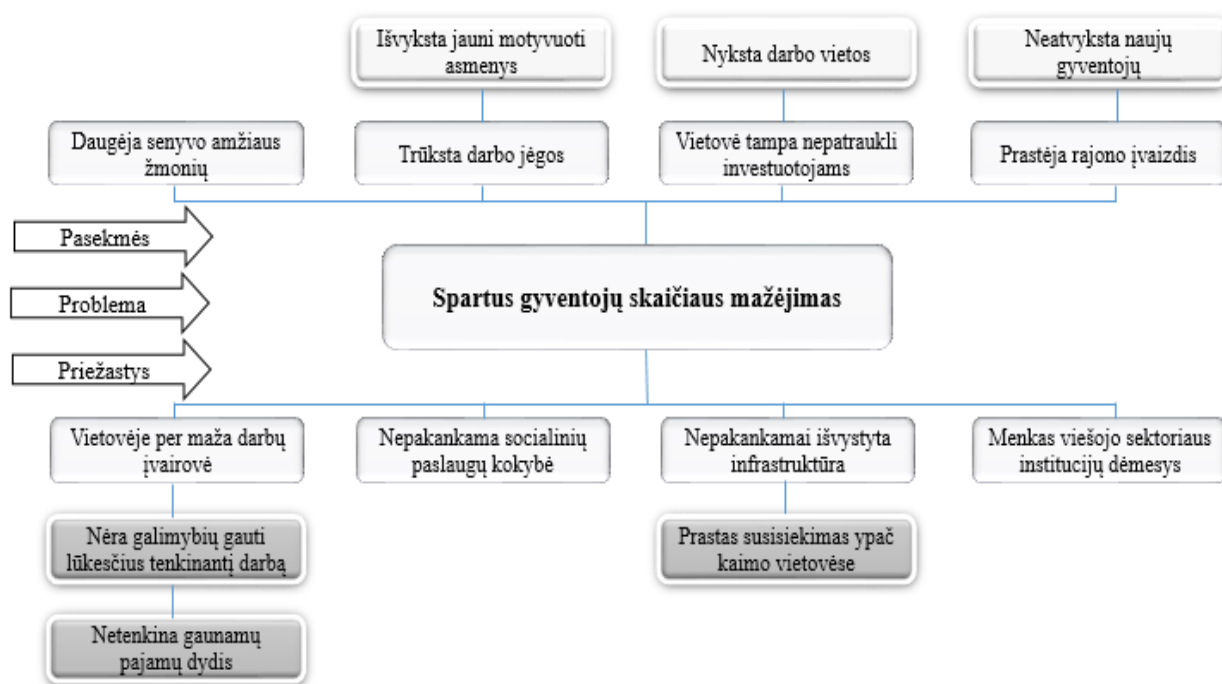 Išvyksta jauni motyvuoti
asmenys
Nyksta darbo vietos
Neatvyksta naujų
gyventojų
Daugėja senyvo amžiaus
žmonių
Trūksta darbo jėgos
Vietovė tampa nepatraukli
investuotojams
Prastėja rajono įvaizdis
Pasekmės
Problema
Priežastys
Spartus gyventojų skaičiaus mažėjimas
Vietovėje per maža darbų
įvairovė
Nepakankama socialinių
paslaugų kokybė
Nepakankamai išvystyta
infrastruktūra
Menkas viešojo sektoriaus
institucijų dėmesys
Nėra galimybių gauti
lūkesčius tenkinantį darbą
Prastas susisiekimas ypač
kaimo vietovėse
Netenkina gaunamų
pajamų dydis